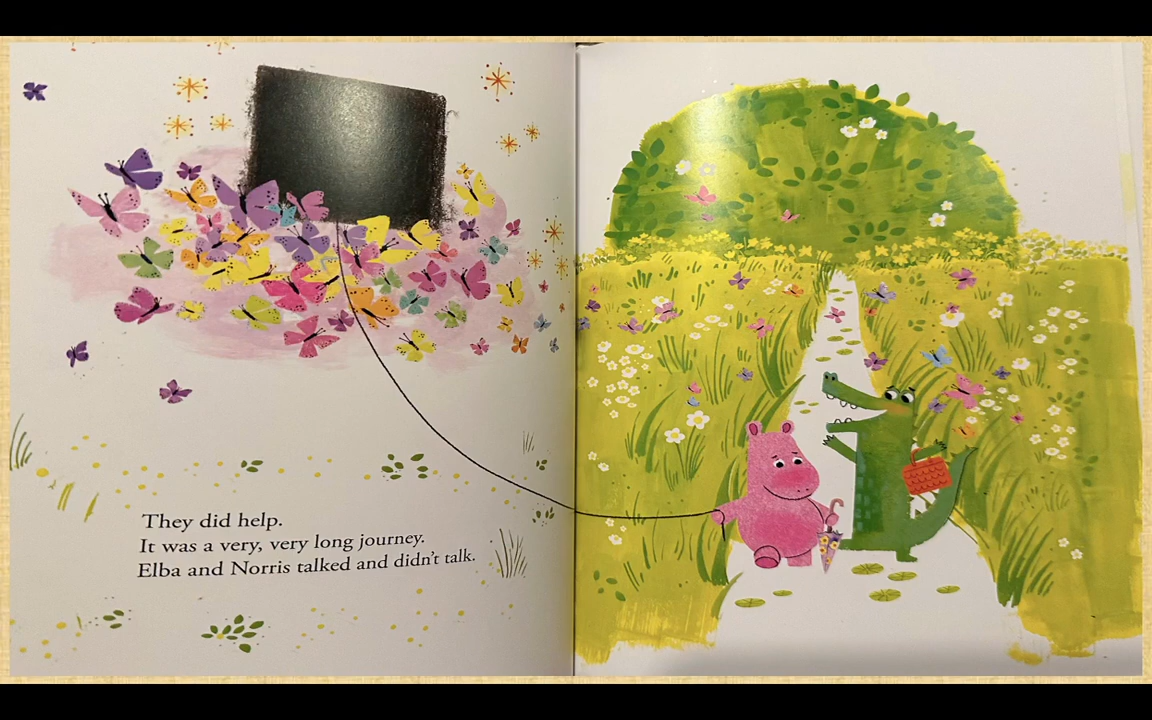 They did help.
It was a very, very long journey.
Elba and Norris talked and didn't talk.